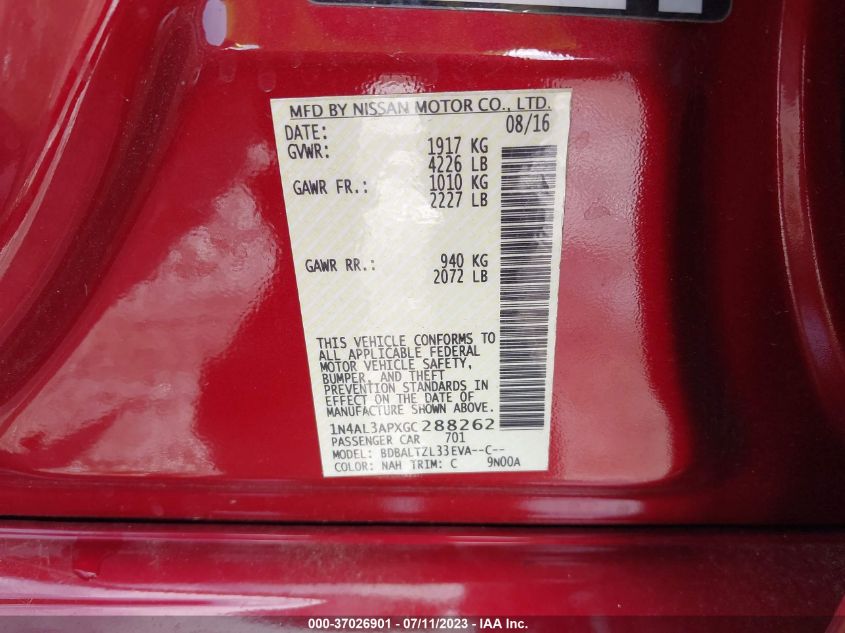 MFD BY NISSAN MOTOR CO., LTD.
DATE: 08/16
GVWR: 1917 KG
4226 LB
GAWR FR.: 1010 KG
2227 LB
GAWR RR.: 940 KG
2072 LB
THIS VEHICLE CONFORMS TO
ALL APPLICABLE FEDERAL
MOTOR VEHICLE SAFETY,
BUMPER, AND THEFT
PREVENTION STANDARDS IN
EFFECT ON THE DATE OF
MANUFACTURE SHOWN ABOVE.
1N4AL3APXGC288262
PASSENGER CAR 701
MODEL: BDBALTZL33EVA--C--
COLOR: NAH TRIM: C 9N00A
000-37026901 - 07/11/2023 - IAA Inc.